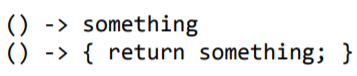 () -> something
() -> { return something; }